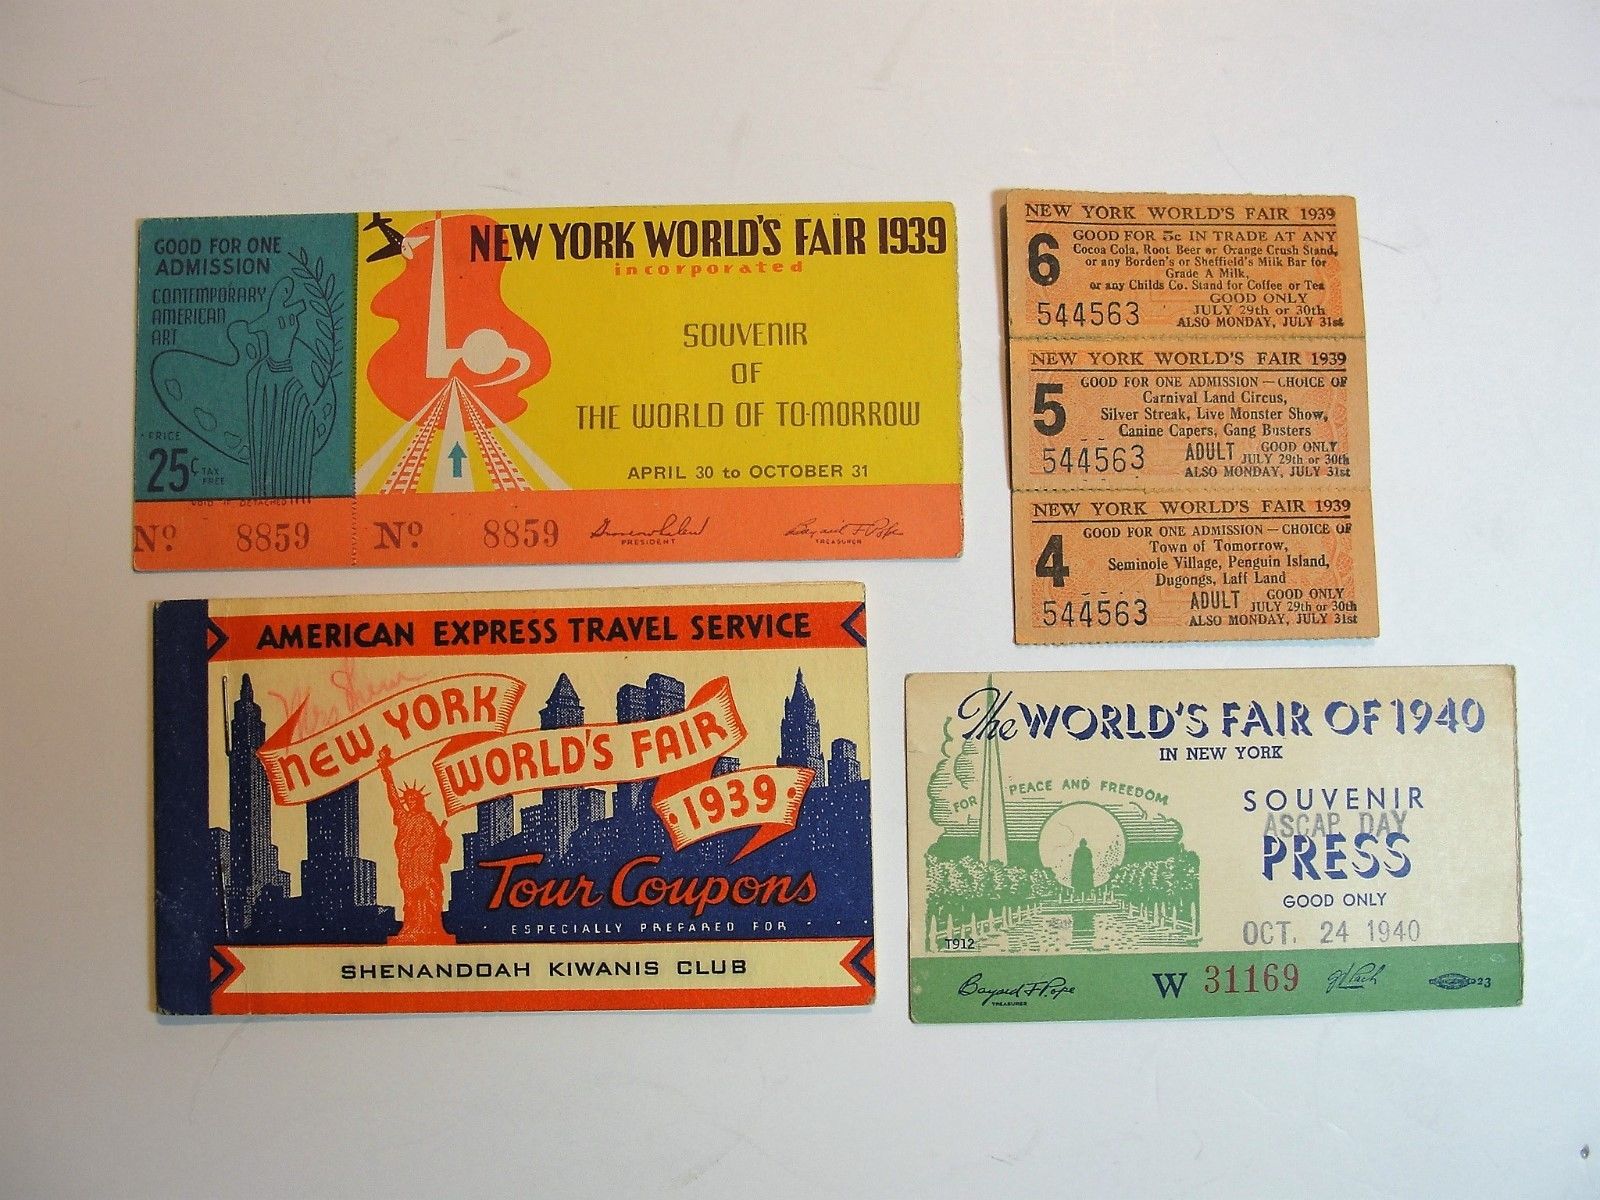 GOOD FOR ONE
ADMISSION
CONTEMPORARY
AMERICAN
ART
PRICE
25¢ TAX
FREE
VOID IF DETACHED
Nº 8859
NEW YORK WORLD'S FAIR 1939
incorporated
SOUVENIR
OF
THE WORLD OF TO-MORROW
APRIL 30 to OCTOBER 31
Nº 8859
PRESIDENT
Bayard F. Pope
TREASURER
NEW YORK WORLD'S FAIR 1939
6
GOOD FOR 5c IN TRADE AT ANY
Coca Cola, Root Beer or Orange Crush Stand,
or any Borden's or Sheffield's Milk Bar for
Grade A Milk,
or any Childs Co. Stand for Coffee or Tea
544563
GOOD ONLY
JULY 29th or 30th
ALSO MONDAY, JULY 31st
NEW YORK WORLD'S FAIR 1939
5
GOOD FOR ONE ADMISSION — CHOICE OF
Carnival Land Circus,
Silver Streak, Live Monster Show,
Canine Capers, Gang Busters
544563
ADULT GOOD ONLY
JULY 29th or 30th
ALSO MONDAY, JULY 31st
NEW YORK WORLD'S FAIR 1939
4
GOOD FOR ONE ADMISSION — CHOICE OF
Town of Tomorrow,
Seminole Village, Penguin Island,
Dugongs, Laff Land
544563
ADULT GOOD ONLY
JULY 29th or 30th
ALSO MONDAY, JULY 31st
AMERICAN EXPRESS TRAVEL SERVICE
NEW YORK
WORLD'S FAIR
·1939·
Tour Coupons
ESPECIALLY PREPARED FOR
SHENANDOAH KIWANIS CLUB
The WORLD'S FAIR OF 1940
IN NEW YORK
FOR PEACE AND FREEDOM
SOUVENIR
ASCAP DAY
PRESS
GOOD ONLY
OCT. 24 1940
T912
Bayard F. Pope
TREASURER
W 31169
23